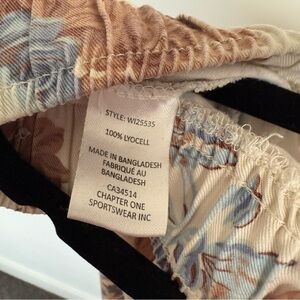 STYLE: WI25535
100% LYOCELL
MADE IN BANGLADESH
FABRIQUÉ AU
BANGLADESH
CA34514
CHAPTER ONE
SPORTSWEAR INC